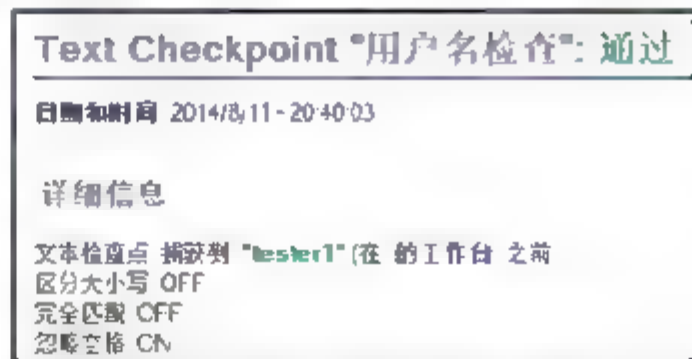 Text Checkpoint "用户名检查": 通过
日期和时间 2014/8/11 - 20:40:03
详细信息
文本检查点 捕获到 "tester1" (在 的工作台 之前
区分大小写 OFF
完全匹配 OFF
忽略空格 ON